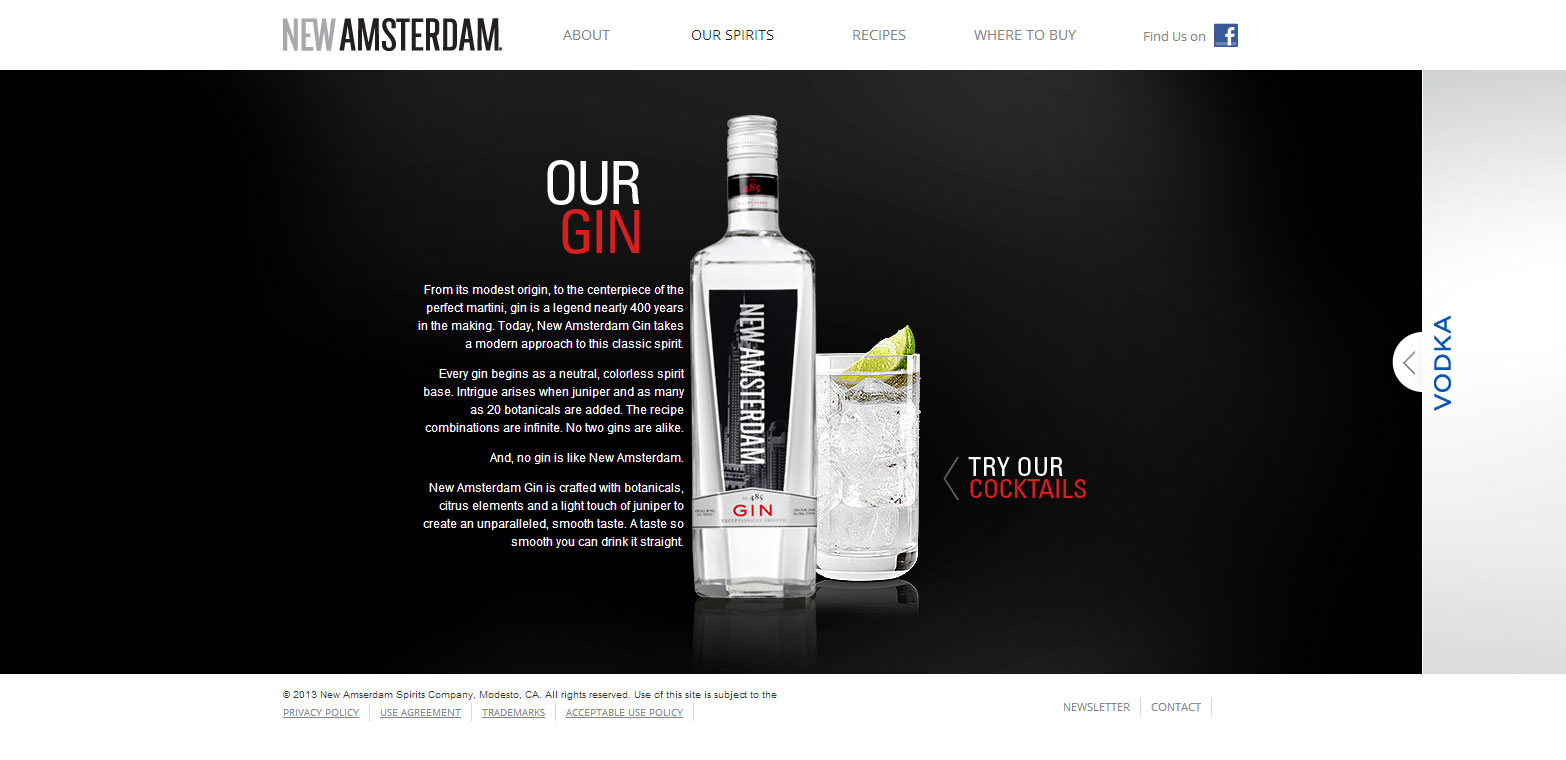 NEW AMSTERDAM.
ABOUT
OUR SPIRITS
RECIPES
WHERE TO BUY
Find Us on f
OUR
GIN
From its modest origin, to the centerpiece of the
perfect martini, gin is a legend nearly 400 years
in the making. Today, New Amsterdam Gin takes
a modern approach to this classic spirit.
Every gin begins as a neutral, colorless spirit
base. Intrigue arises when juniper and as many
as 20 botanicals are added. The recipe
combinations are infinite. No two gins are alike.
And, no gin is like New Amsterdam.
New Amsterdam Gin is crafted with botanicals,
citrus elements and a light touch of juniper to
create an unparalleled, smooth taste. A taste so
smooth you can drink it straight.
485
NEW AMSTERDAM
No. 485
GIN
EXCEPTIONALLY SMOOTH
TRY OUR
COCKTAILS
VODKA
© 2013 New Amserdam Spirits Company, Modesto, CA. All rights reserved. Use of this site is subject to the
PRIVACY POLICY
USE AGREEMENT
TRADEMARKS
ACCEPTABLE USE POLICY
NEWSLETTER
CONTACT